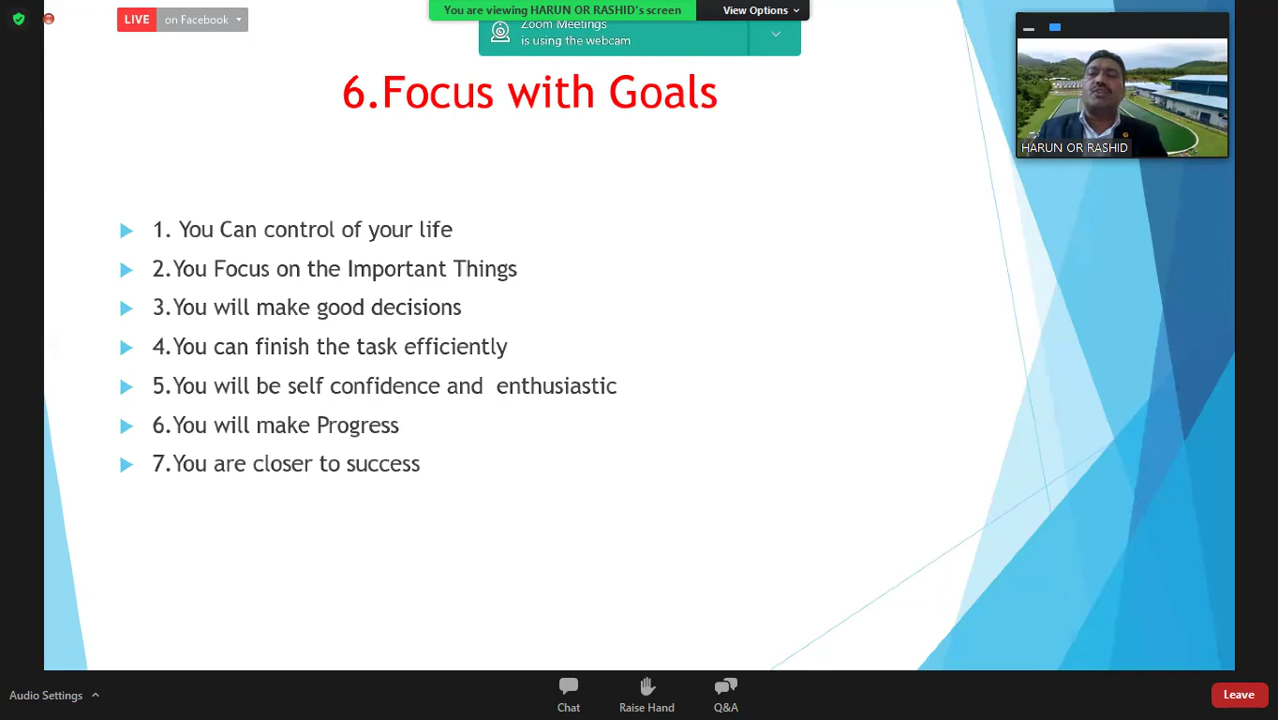 LIVE on Facebook
You are viewing HARUN OR RASHID's screen
View Options
Zoom Meetings
is using the webcam
6.Focus with Goals
HARUN OR RASHID
1. You Can control of your life
2.You Focus on the Important Things
3.You will make good decisions
4.You can finish the task efficiently
5.You will be self confidence and enthusiastic
6.You will make Progress
7.You are closer to success
Audio Settings
Chat
Raise Hand
Q&A
Leave